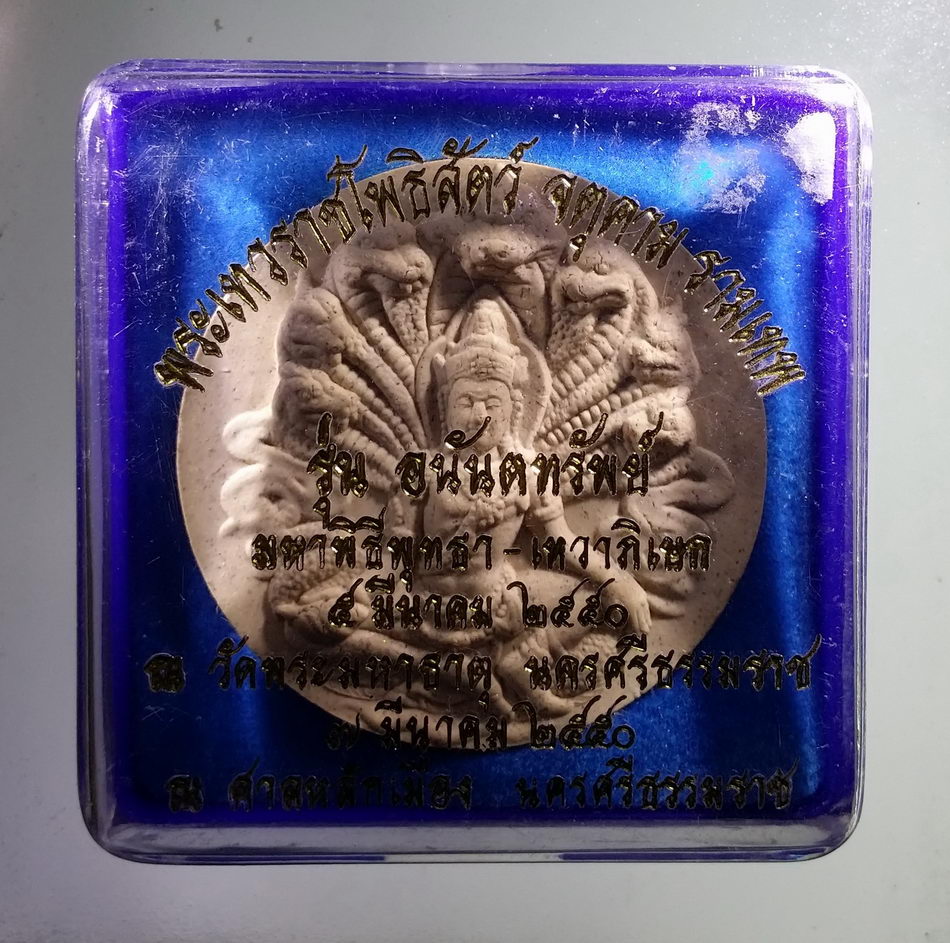 พระเทวราชโพธิสัตว์ จตุคาม รามเทพ
รุ่น อนันตทรัพย์
มหาพิธีพุทธา - เทวาภิเษก
๕ มีนาคม ๒๕๕๐
ณ วัดพระมหาธาตุ นครศรีธรรมราช
๗ มีนาคม ๒๕๕๐
ณ ศาลหลักเมือง นครศรีธรรมราช